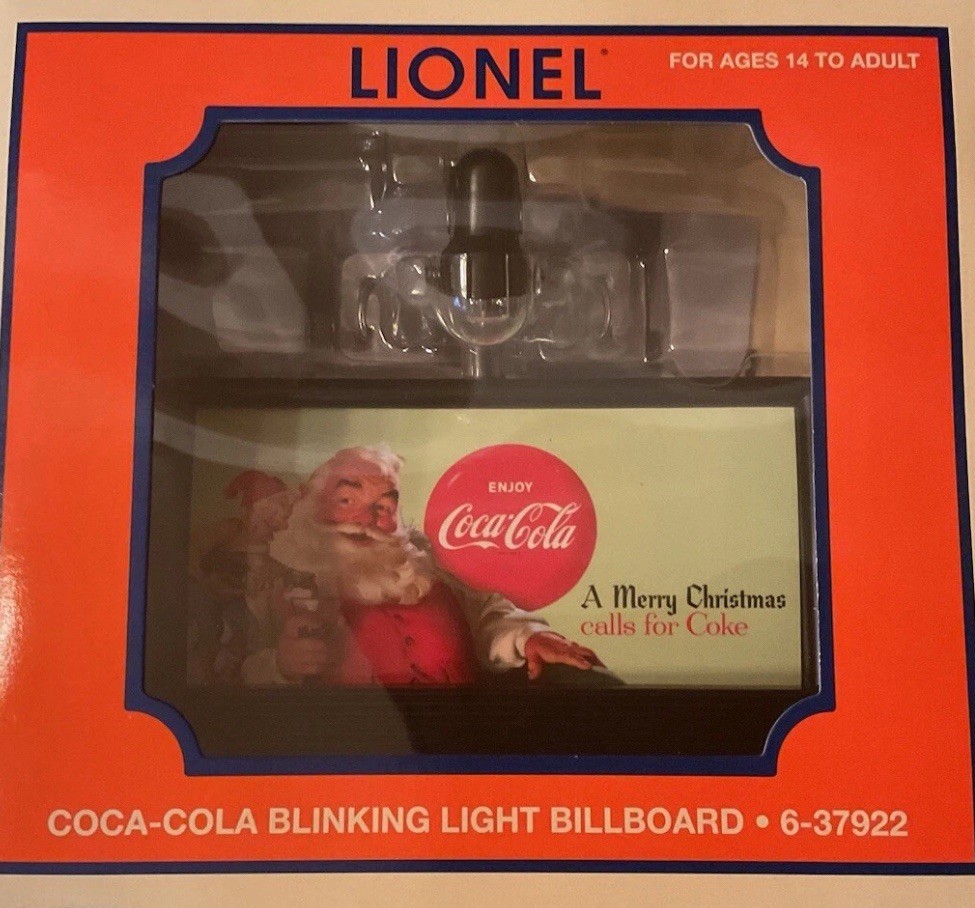 LIONEL
FOR AGES 14 TO ADULT
ENJOY
Coca-Cola
A Merry Christmas
calls for Coke
COCA-COLA BLINKING LIGHT BILLBOARD • 6-37922